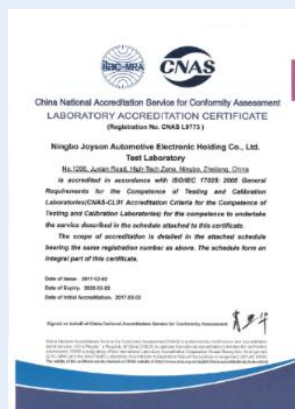 ilac-MRA
CNAS
China National Accreditation Service for Conformity Assessment
LABORATORY ACCREDITATION CERTIFICATE
(Registration No. CNAS L9773)
Ningbo Joyson Automotive Electronic Holding Co., Ltd.
Test Laboratory
No.1266, Juxian Road, High-Tech Zone, Ningbo, Zhejiang, China
is accredited in accordance with ISO/IEC 17025: 2005 General
Requirements for the Competence of Testing and Calibration
Laboratories(CNAS-CL01 Accreditation Criteria for the Competence of
Testing and Calibration Laboratories) for the competence to undertake
the service described in the schedule attached to this certificate.
The scope of accreditation is detailed in the attached schedule
bearing the same registration number as above. The schedule form an
integral part of this certificate.
Date of Issue: 2017-03-03
Date of Expiry:
Date of Initial Accreditation: 2017-03-03
Signed on behalf of China National Accreditation Service for Conformity Assessment